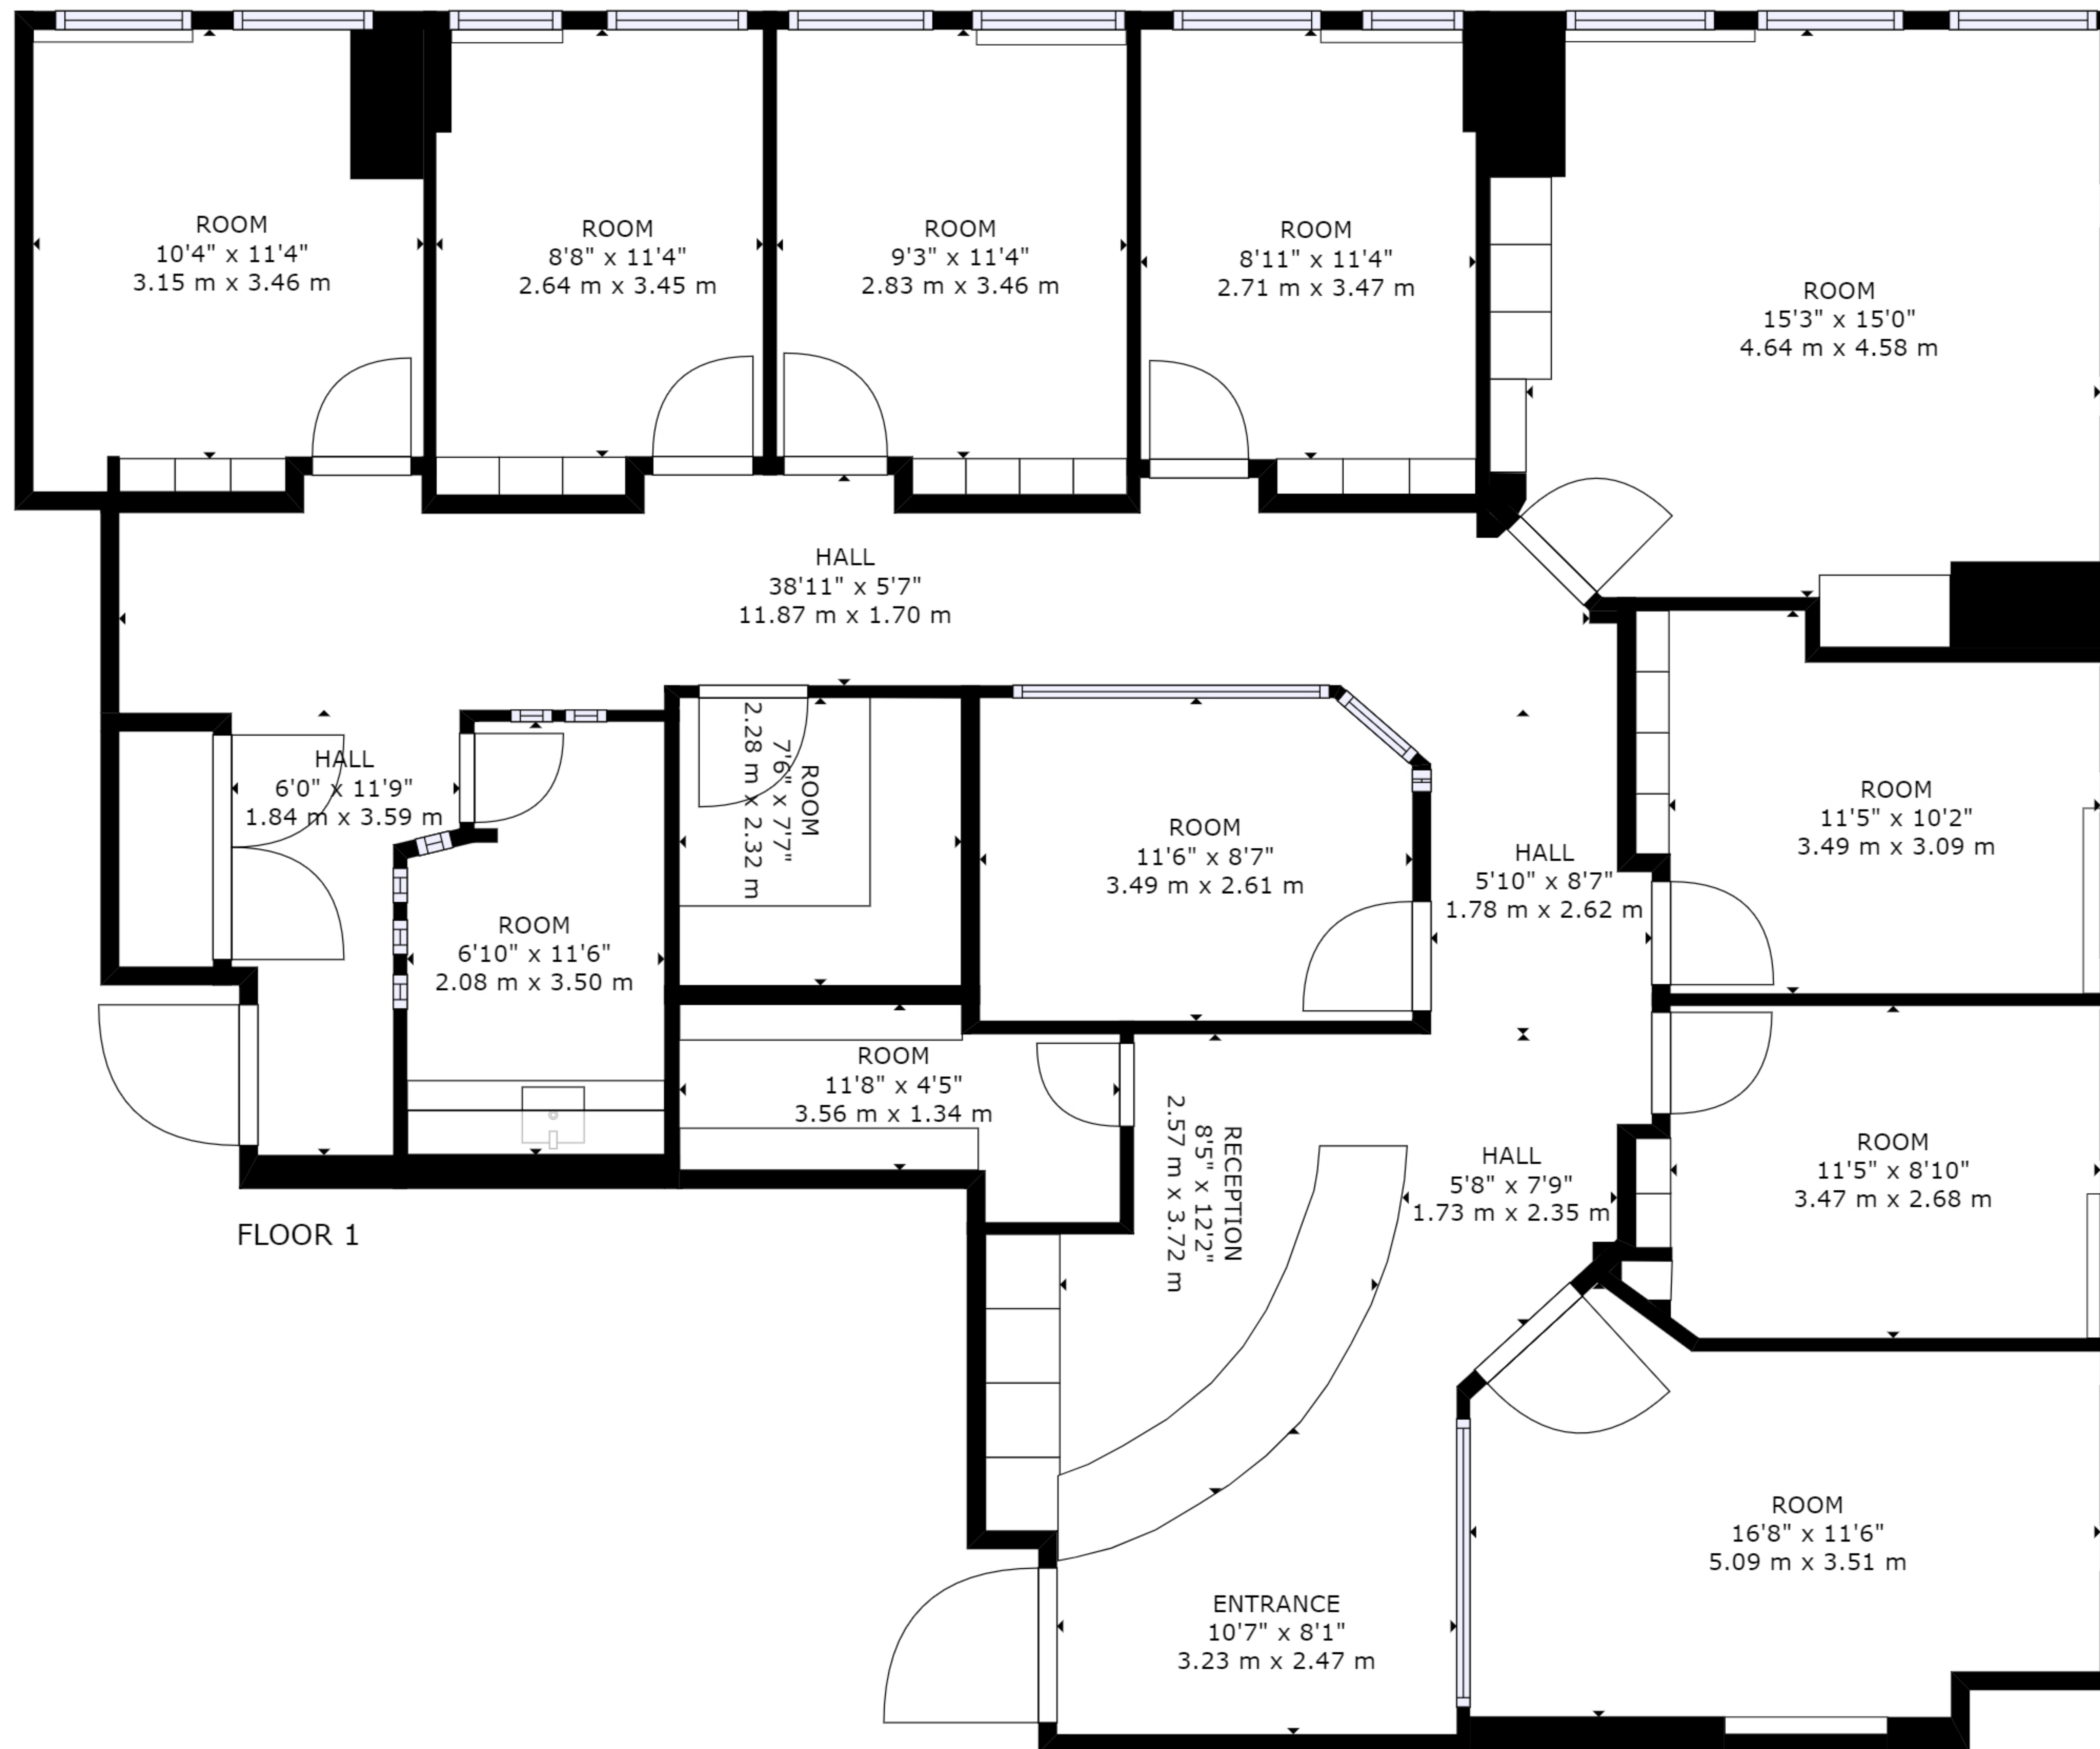 ROOM
10'4" x 11'4"
3.15 m x 3.46 m
ROOM
8'8" x 11'4"
2.64 m x 3.45 m
ROOM
9'3" x 11'4"
2.83 m x 3.46 m
ROOM
8'11" x 11'4"
2.71 m x 3.47 m
ROOM
15'3" x 15'0"
4.64 m x 4.58 m
HALL
38'11" x 5'7"
11.87 m x 1.70 m
HALL
6'0" x 11'9"
1.84 m x 3.59 m
ROOM
7'6" x 7'7"
2.28 m x 2.32 m
ROOM
11'6" x 8'7"
3.49 m x 2.61 m
HALL
5'10" x 8'7"
1.78 m x 2.62 m
ROOM
11'5" x 10'2"
3.49 m x 3.09 m
ROOM
6'10" x 11'6"
2.08 m x 3.50 m
ROOM
11'8" x 4'5"
3.56 m x 1.34 m
RECEPTION
8'5" x 12'2"
2.57 m x 3.72 m
HALL
5'8" x 7'9"
1.73 m x 2.35 m
ROOM
11'5" x 8'10"
3.47 m x 2.68 m
FLOOR 1
ROOM
16'8" x 11'6"
5.09 m x 3.51 m
ENTRANCE
10'7" x 8'1"
3.23 m x 2.47 m